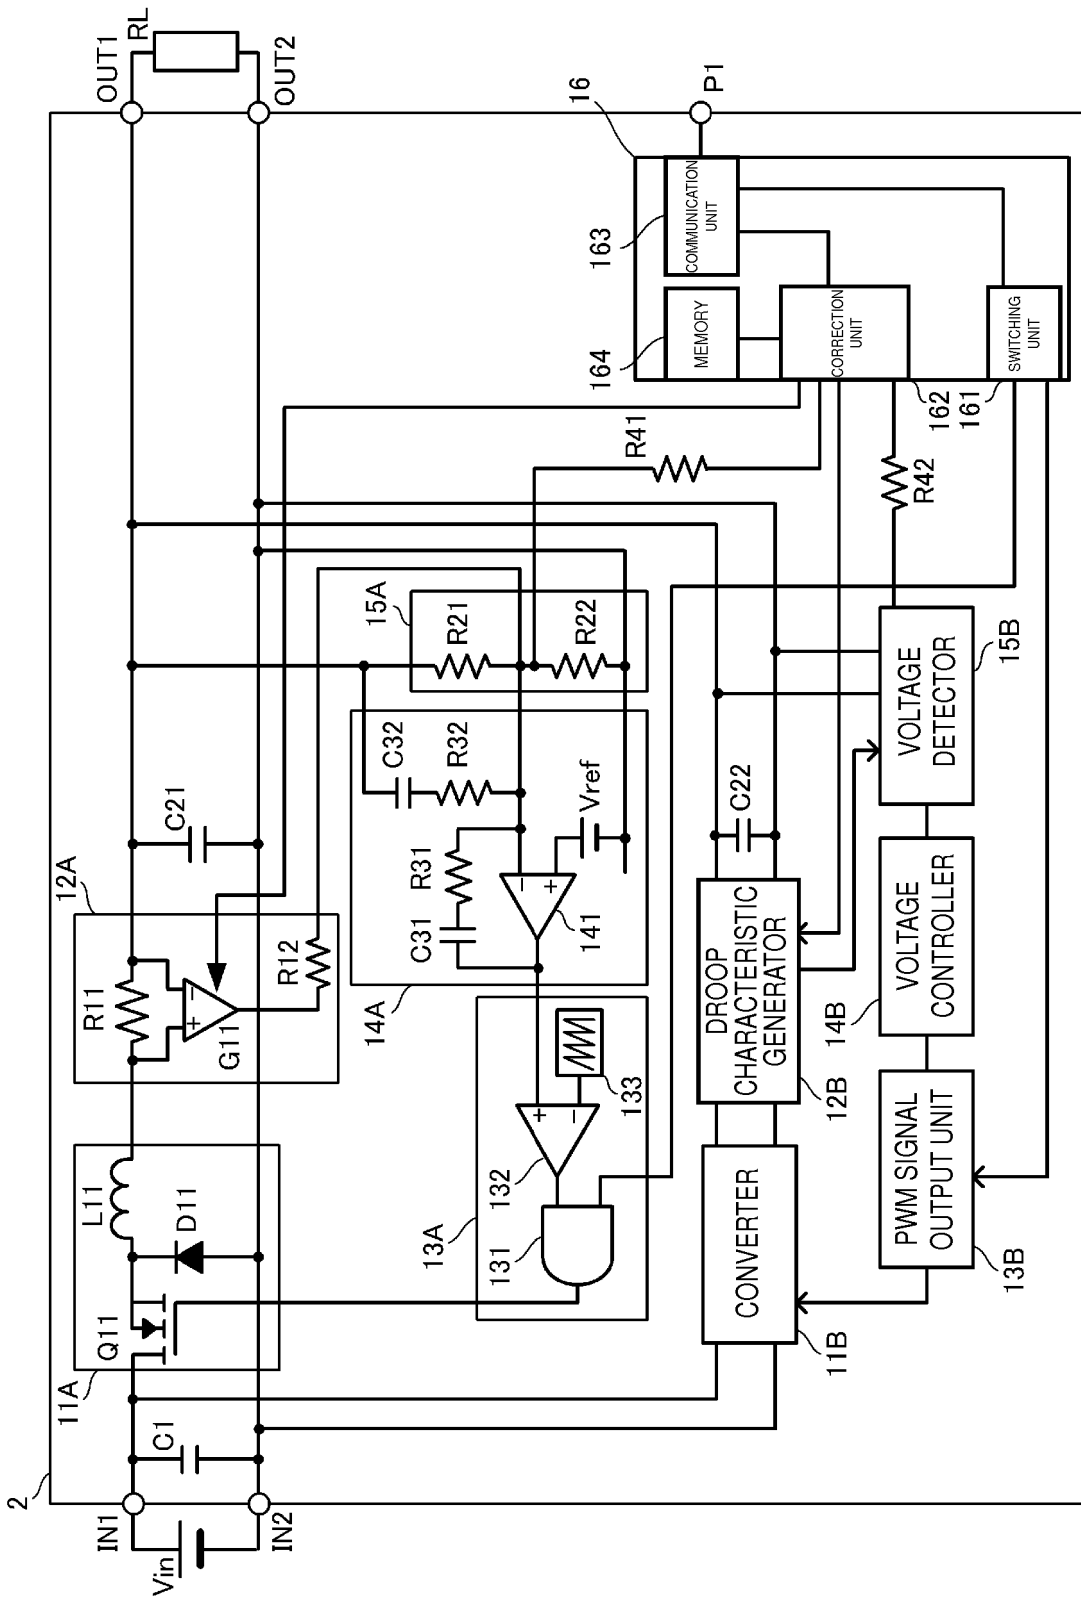 2
Vin
IN1
IN2
C1
11A
Q11
L11
D11
12A
R11
G11
R12
C21
OUT1
RL
OUT2
13A
131
132
133
14A
C31
R31
141
C32
R32
Vref
15A
R21
R22
R41
R42
11B
CONVERTER
12B
DROOP
CHARACTERISTIC
GENERATOR
C22
13B
PWM SIGNAL
OUTPUT UNIT
14B
VOLTAGE
CONTROLLER
15B
VOLTAGE
DETECTOR
16
P1
163
COMMUNICATION
UNIT
164
MEMORY
162
CORRECTION
UNIT
161
SWITCHING
UNIT
+
−
+
−
+
−